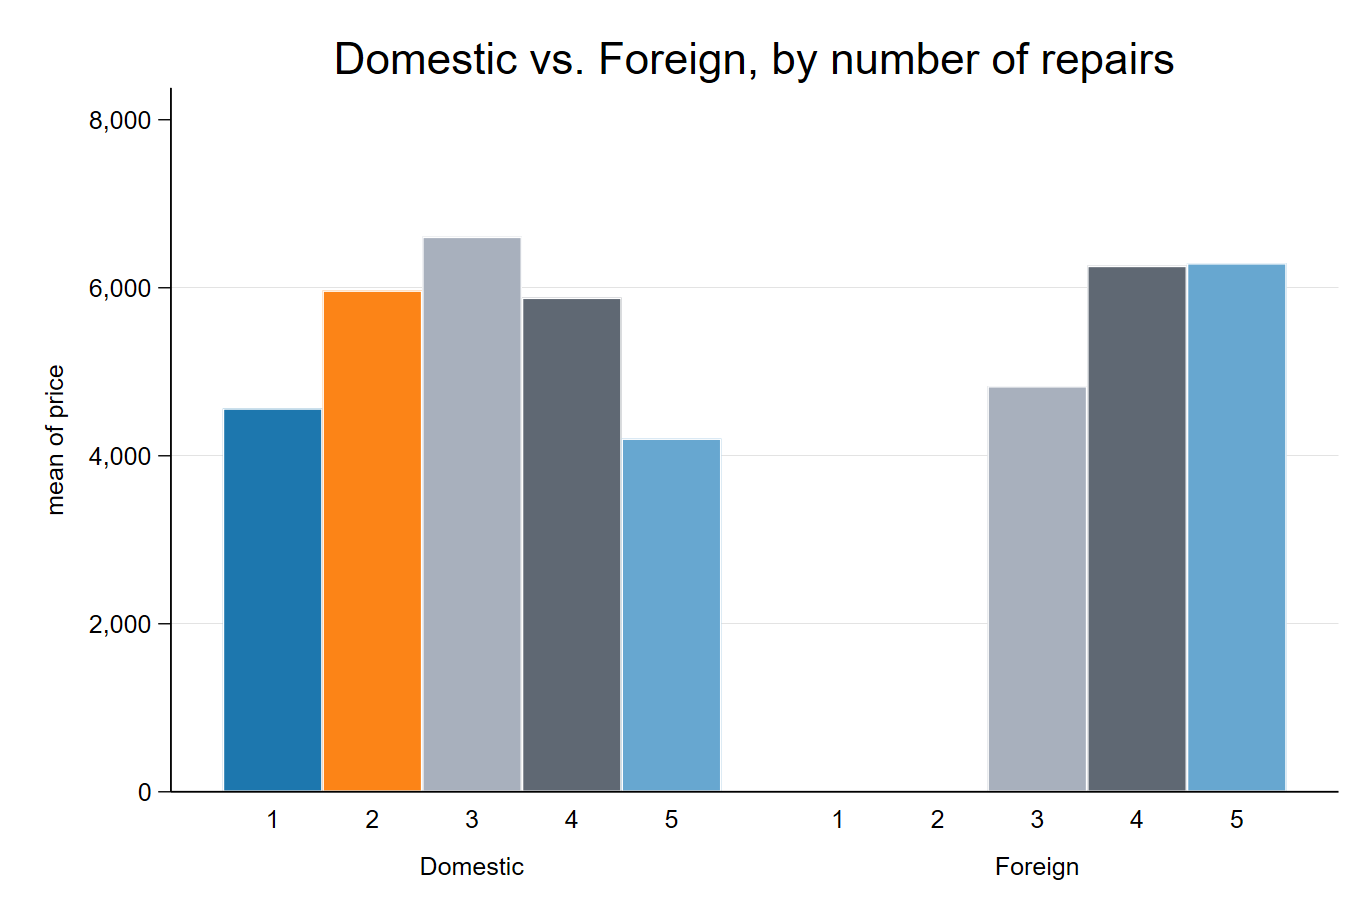 Domestic vs. Foreign, by number of repairs
8,000
6,000
4,000
2,000
0
mean of price
1 2 3 4 5 1 2 3 4 5
Domestic Foreign